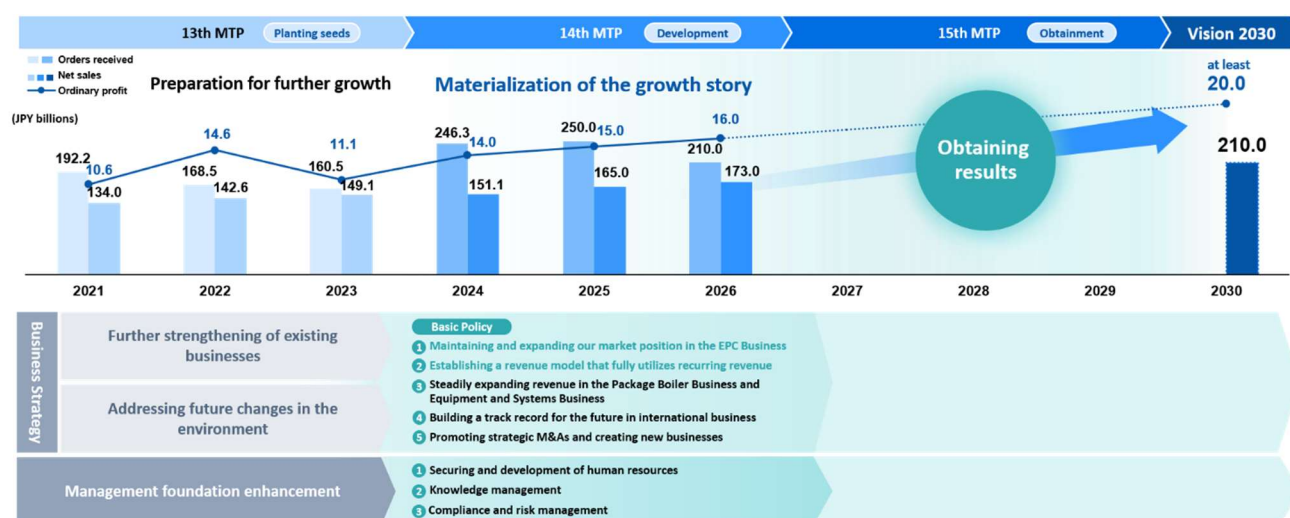 13th MTP Planting seeds 14th MTP Development 15th MTP Obtainment Vision 2030
Orders received
Net sales
Ordinary profit
Preparation for further growth Materialization of the growth story
at least
20.0
(JPY billions)
192.2 10.6 134.0
168.5 14.6 142.6
160.5 11.1 149.1
246.3 14.0 151.1
250.0 15.0 165.0
210.0 16.0 173.0
Obtaining
results
210.0
2021 2022 2023 2024 2025 2026 2027 2028 2029 2030
Business Strategy
Further strengthening of existing
businesses
Addressing future changes in the
environment
Basic Policy
1 Maintaining and expanding our market position in the EPC Business
2 Establishing a revenue model that fully utilizes recurring revenue
3 Steadily expanding revenue in the Package Boiler Business and
Equipment and Systems Business
4 Building a track record for the future in international business
5 Promoting strategic M&As and creating new businesses
Management foundation enhancement
1 Securing and development of human resources
2 Knowledge management
3 Compliance and risk management